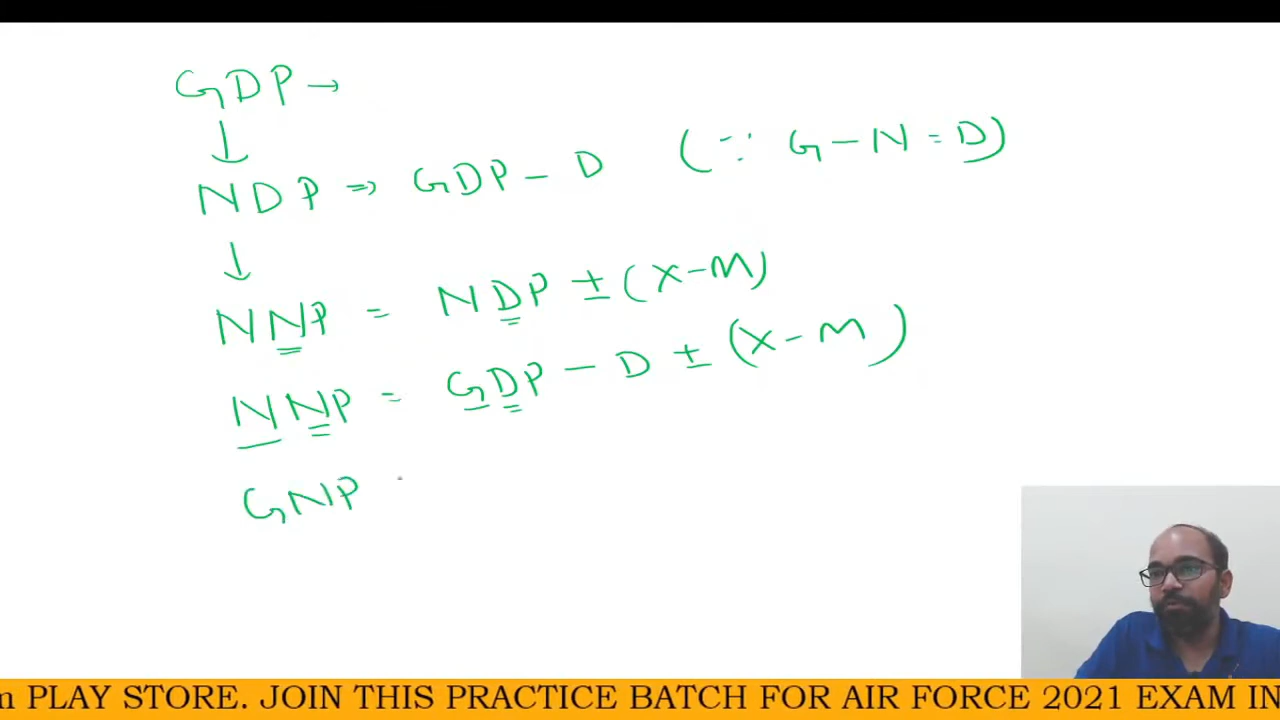 GDP →
↓
NDP ⇒ GDP - D (∵ G - N = D)
↓
NNP = NDP ± (X-M)
NNP = GDP - D ± (X-M)
GNP
n PLAY STORE. JOIN THIS PRACTICE BATCH FOR AIR FORCE 2021 EXAM IN